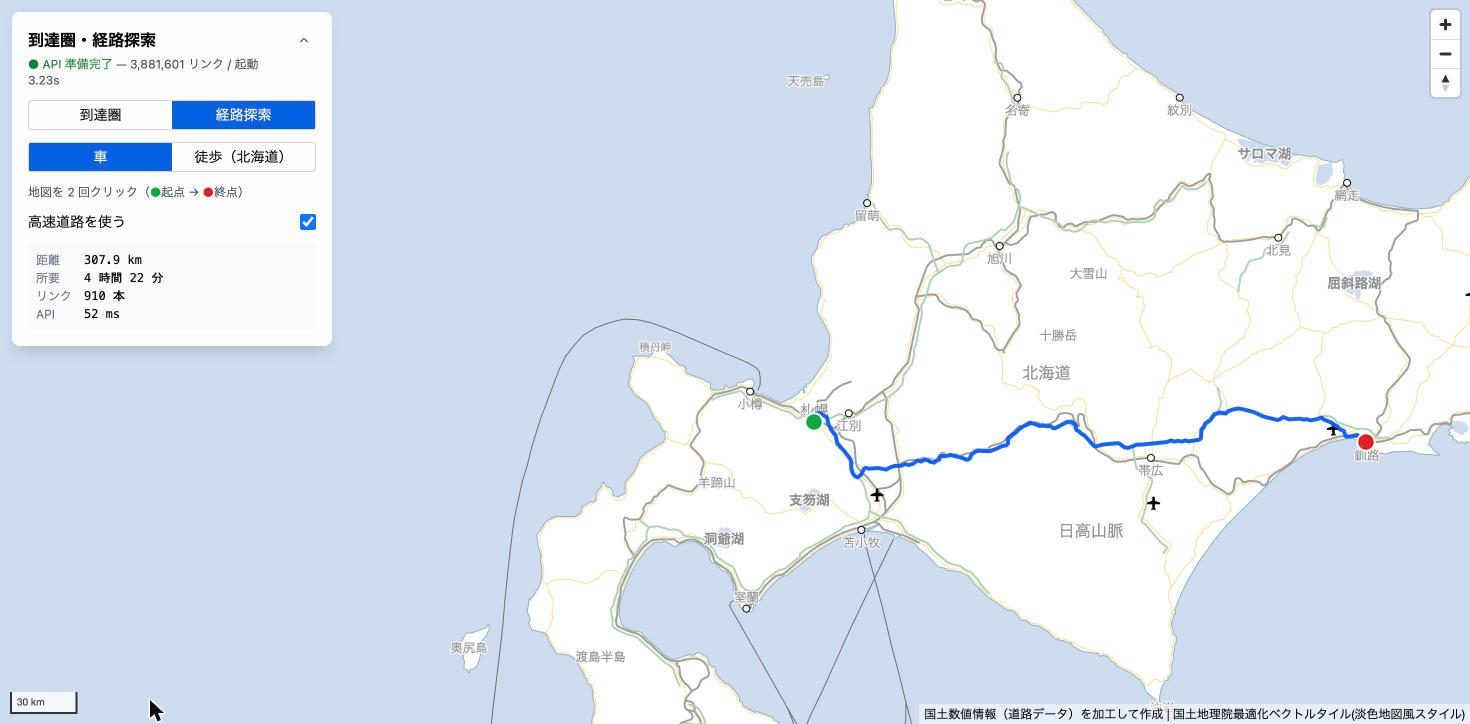 到達圏・経路探索
● API 準備完了 — 3,881,601 リンク / 起動
3.23s
到達圏 経路探索
車 徒歩（北海道）
地図を 2 回クリック（●起点 → ●終点）
高速道路を使う
距離 307.9 km
所要 4 時間 22 分
リンク 910 本
API 52 ms
天売島
名寄
紋別
サロマ湖
網走
留萌
北見
旭川
大雪山
屈斜路湖
十勝岳
積丹岬
北海道
小樽
札幌
江別
釧路
帯広
羊蹄山
支笏湖
日高山脈
洞爺湖
苫小牧
室蘭
奥尻島
渡島半島
30 km
国土数値情報（道路データ）を加工して作成 | 国土地理院最適化ベクトルタイル(淡色地図風スタイル)